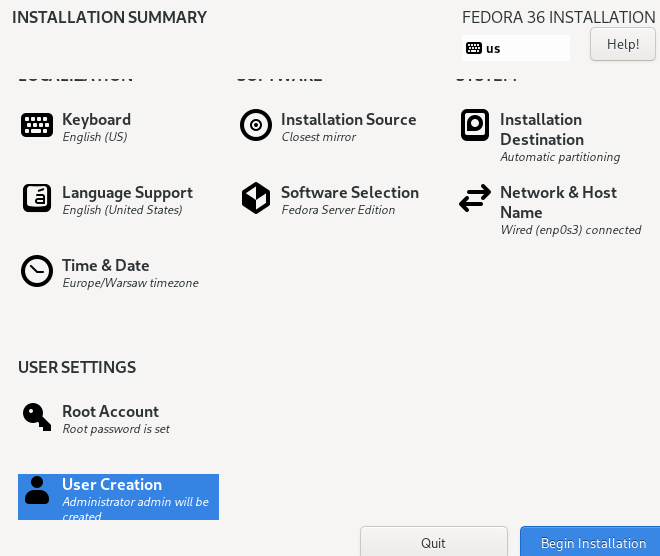 INSTALLATION SUMMARY
FEDORA 36 INSTALLATION
us
Help!
LOCALIZATION
SOFTWARE
SYSTEM
Keyboard
English (US)
Installation Source
Closest mirror
Installation
Destination
Automatic partitioning
Language Support
English (United States)
Software Selection
Fedora Server Edition
Network & Host
Name
Wired (enp0s3) connected
Time & Date
Europe/Warsaw timezone
USER SETTINGS
Root Account
Root password is set
User Creation
Administrator admin will be
created
Quit
Begin Installation